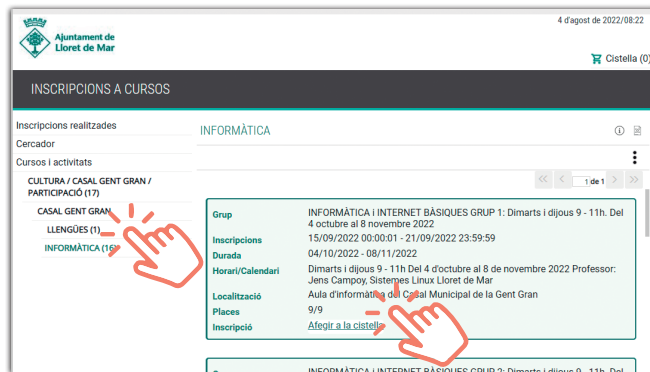 4 d'agost de 2022/08:22
Ajuntament de
Lloret de Mar
Cistella (0)
INSCRIPCIONS A CURSOS
Inscripcions realitzades
Cercador
Cursos i activitats
CULTURA / CASAL GENT GRAN /
PARTICIPACIÓ (17)
CASAL GENT GRAN
LLENGÜES (1)
INFORMÀTICA (16)
INFORMÀTICA
1 de 1
Grup INFORMÀTICA i INTERNET BÀSIQUES GRUP 1: Dimarts i dijous 9 - 11h. Del
4 octubre al 8 novembre 2022
Inscripcions 15/09/2022 00:00:01 - 21/09/2022 23:59:59
Durada 04/10/2022 - 08/11/2022
Horari/Calendari Dimarts i dijous 9 - 11h Del 4 d'octubre al 8 de novembre 2022 Professor:
Jens Campoy, Sistemes Linux Lloret de Mar
Localització Aula d'informàtica del Casal Municipal de la Gent Gran
Places 9/9
Inscripció Afegir a la cistella
INFORMÀTICA i INTERNET BÀSIQUES GRUP 2: Dimarts i dijous 9 - 11h. Del